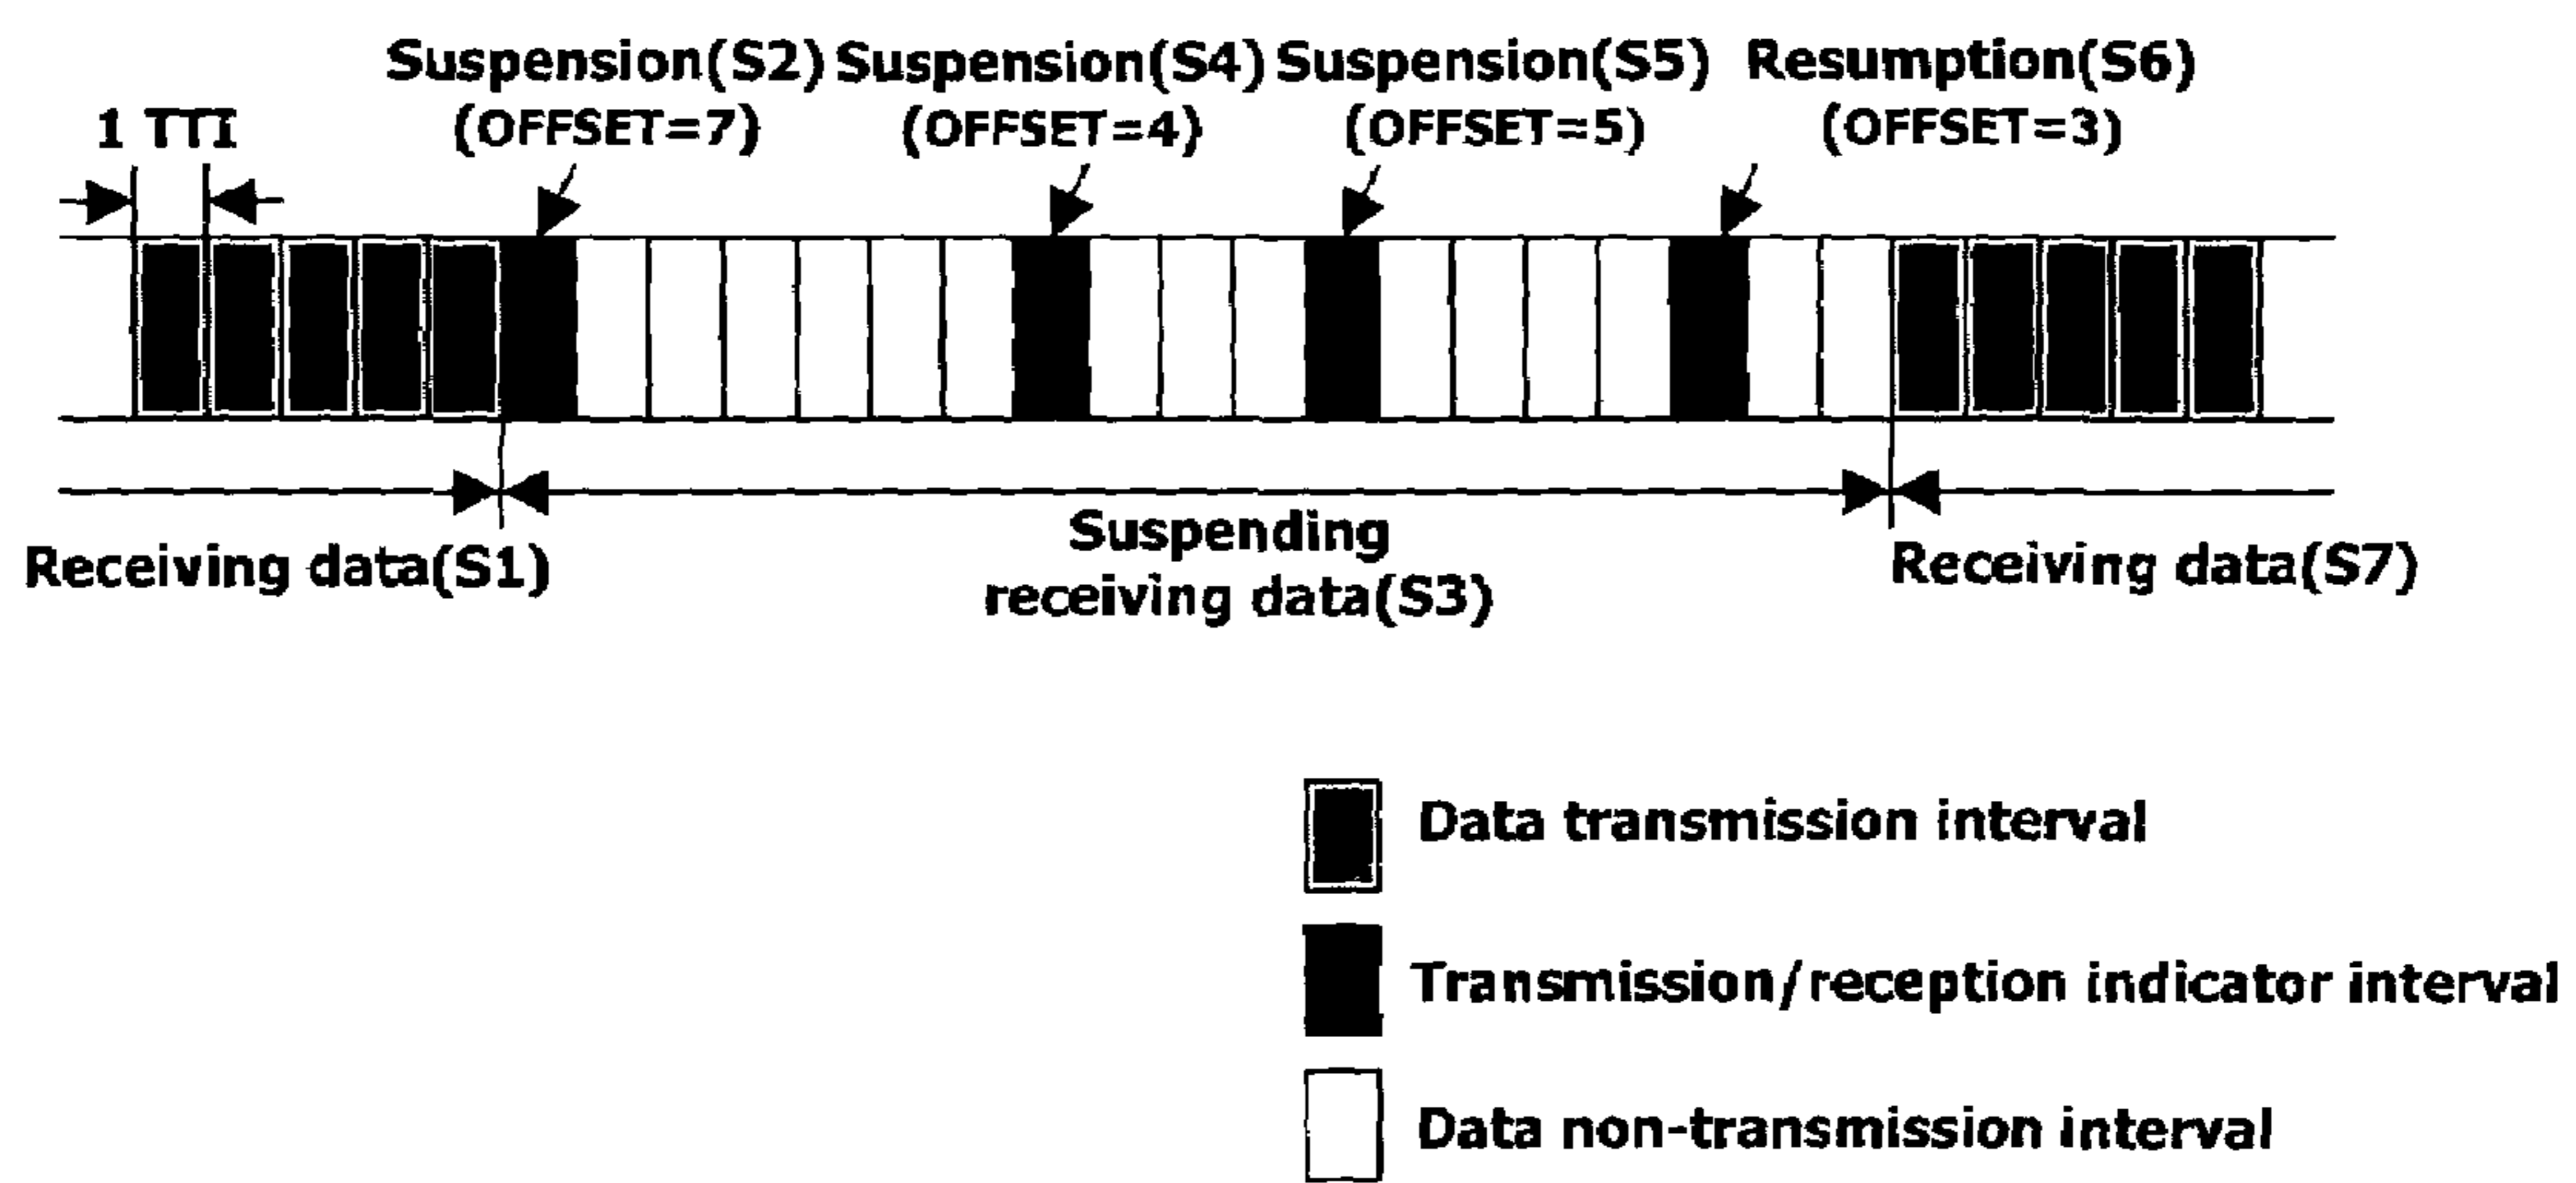 Suspension(S2) Suspension(S4) Suspension(S5) Resumption(S6)
1 TTI (OFFSET=7) (OFFSET=4) (OFFSET=5) (OFFSET=3)
Receiving data(S1)
Suspending
receiving data(S3)
Receiving data(S7)
Data transmission interval
Transmission/reception indicator interval
Data non-transmission interval